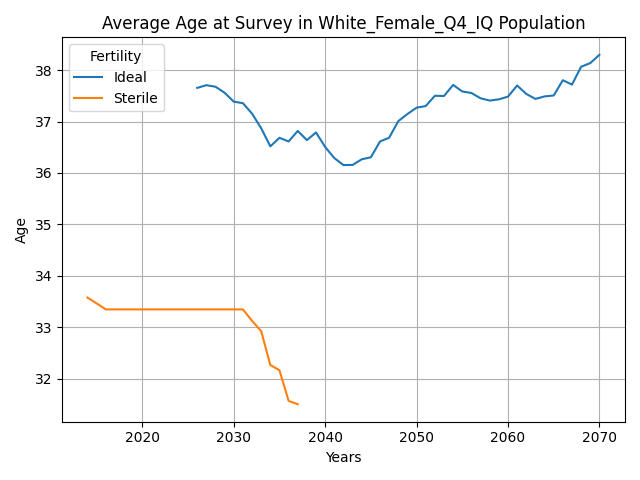 Average Age at Survey in White_Female_Q4_IQ Population
Fertility
Ideal
Sterile
Age
38
37
36
35
34
33
32
2020 2030 2040 2050 2060 2070
Years